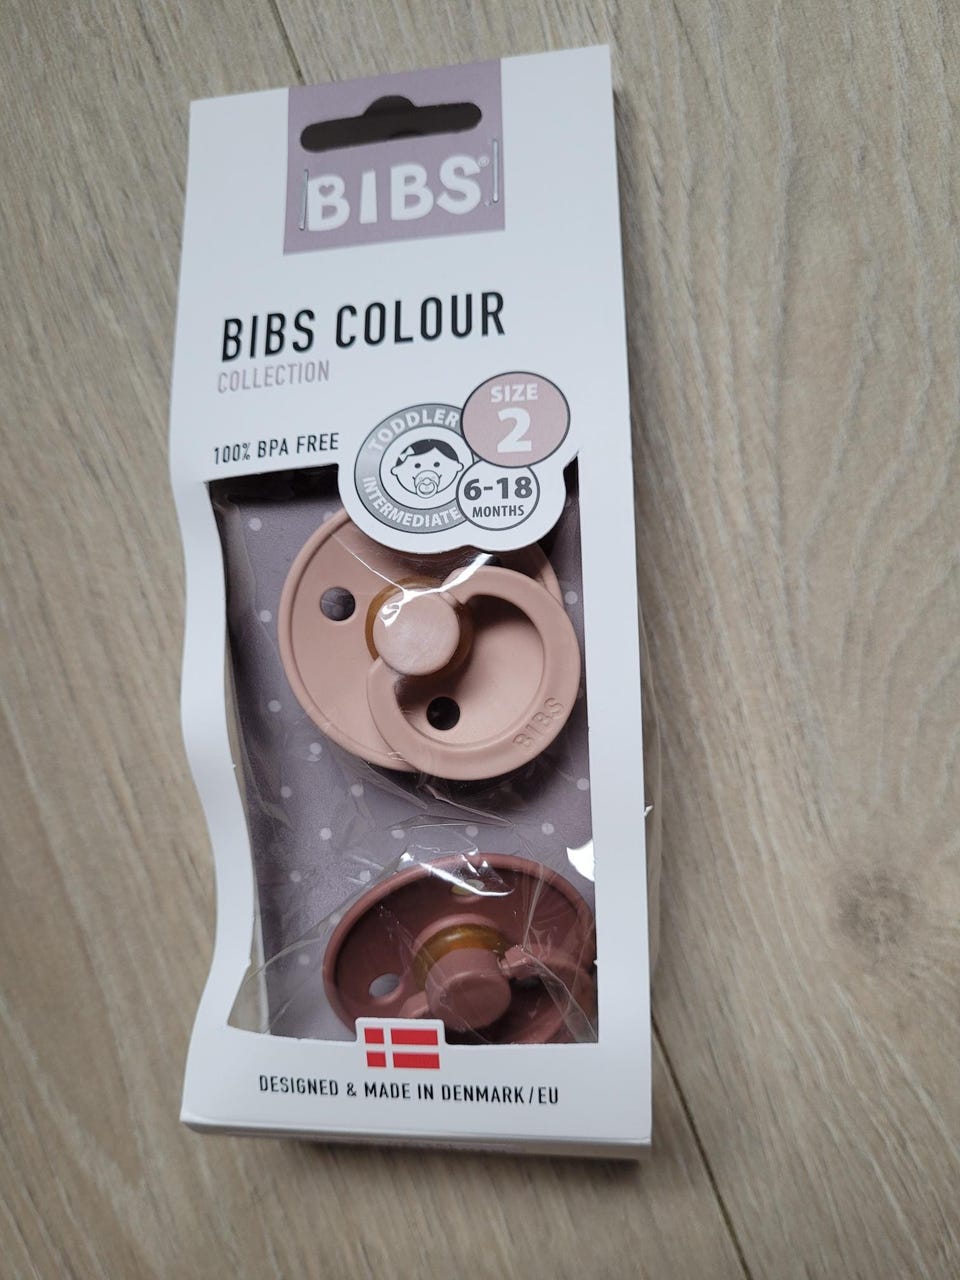 BIBS®
BIBS COLOUR
COLLECTION
100% BPA FREE
TODDLER
INTERMEDIATE
SIZE
2
6-18
MONTHS
BIBS
DESIGNED & MADE IN DENMARK/EU